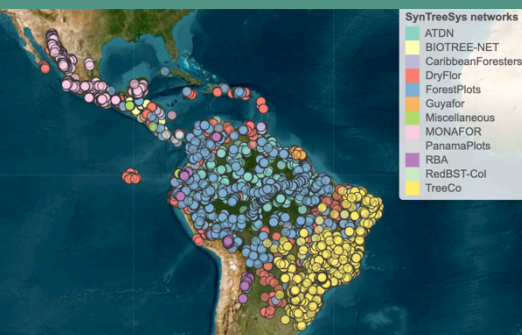 SynTreeSys networks
ATDN
BIOTREE-NET
CaribbeanForesters
DryFlor
ForestPlots
Guyafor
Miscellaneous
MONAFOR
PanamaPlots
RBA
RedBST-Col
TreeCo